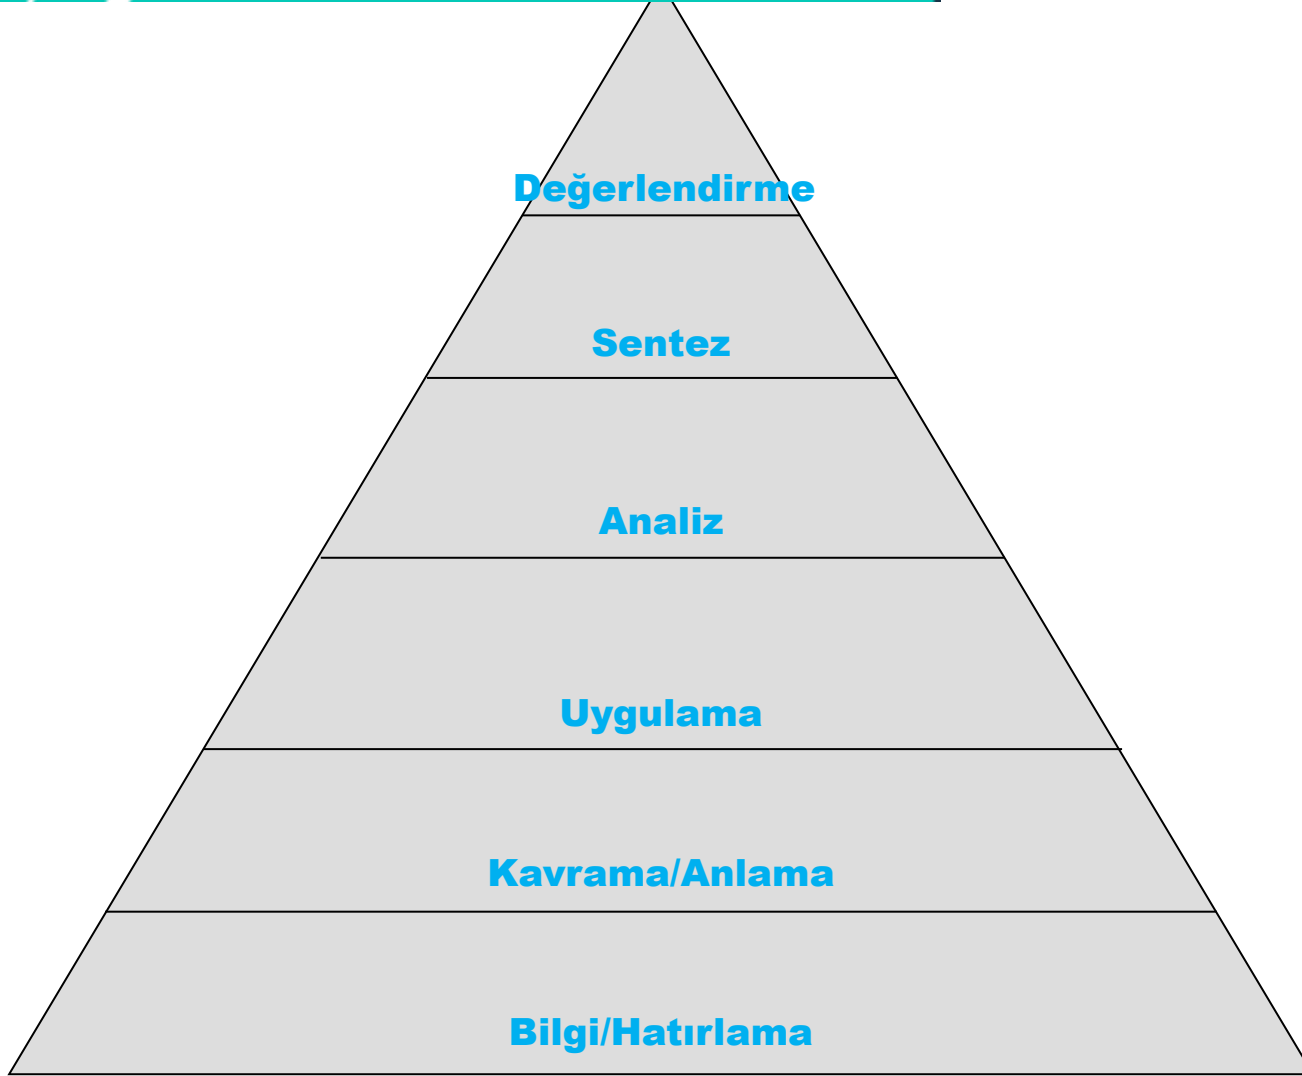 Değerlendirme
Sentez
Analiz
Uygulama
Kavrama/Anlama
Bilgi/Hatırlama